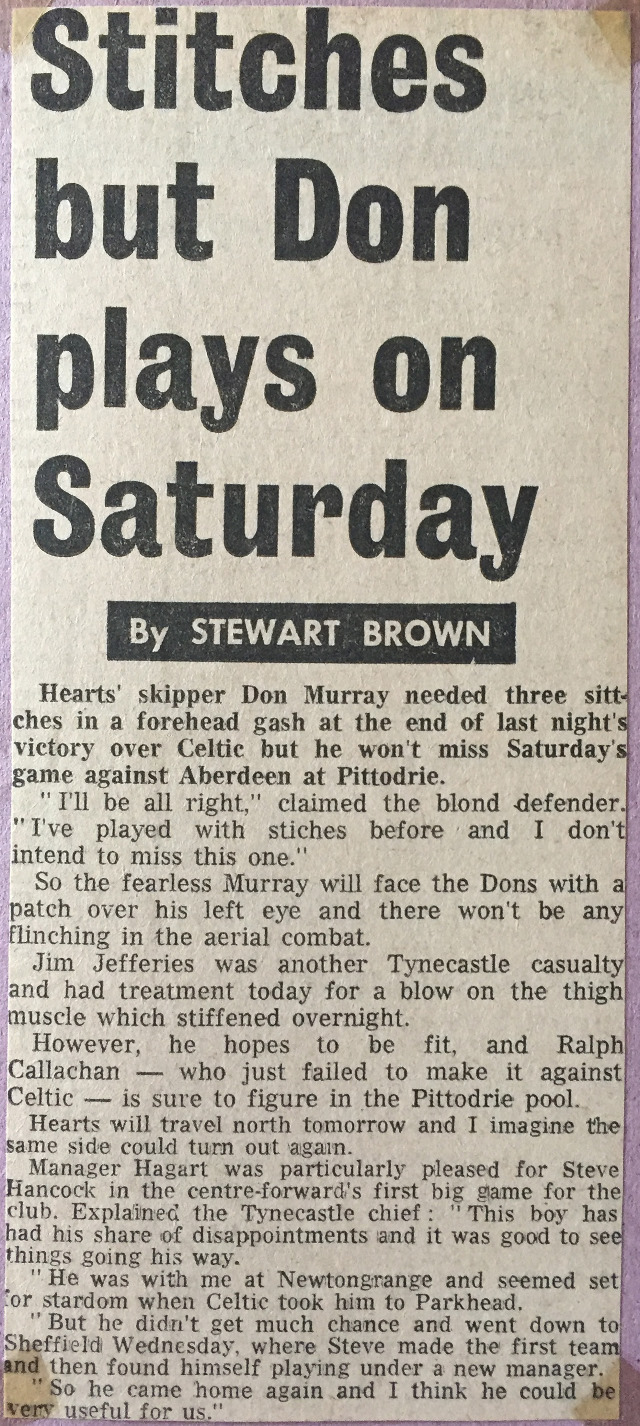 Stitches
but Don
plays on
Saturday
By STEWART BROWN
Hearts' skipper Don Murray needed three sitt-
ches in a forehead gash at the end of last night's
victory over Celtic but he won't miss Saturday's
game against Aberdeen at Pittodrie.
"I'll be all right," claimed the blond defender.
"I've played with stiches before and I don't
intend to miss this one."
So the fearless Murray will face the Dons with a
patch over his left eye and there won't be any
flinching in the aerial combat.
Jim Jefferies was another Tynecastle casualty
and had treatment today for a blow on the thigh
muscle which stiffened overnight.
However, he hopes to be fit, and Ralph
Callachan — who just failed to make it against
Celtic — is sure to figure in the Pittodrie pool.
Hearts will travel north tomorrow and I imagine the
same side could turn out again.
Manager Hagart was particularly pleased for Steve
Hancock in the centre-forward's first big game for the
club. Explained the Tynecastle chief: "This boy has
had his share of disappointments and it was good to see
things going his way.
"He was with me at Newtongrange and seemed set
for stardom when Celtic took him to Parkhead.
"But he didn't get much chance and went down to
Sheffield Wednesday, where Steve made the first team
and then found himself playing under a new manager.
"So he came home again and I think he could be
very useful for us."